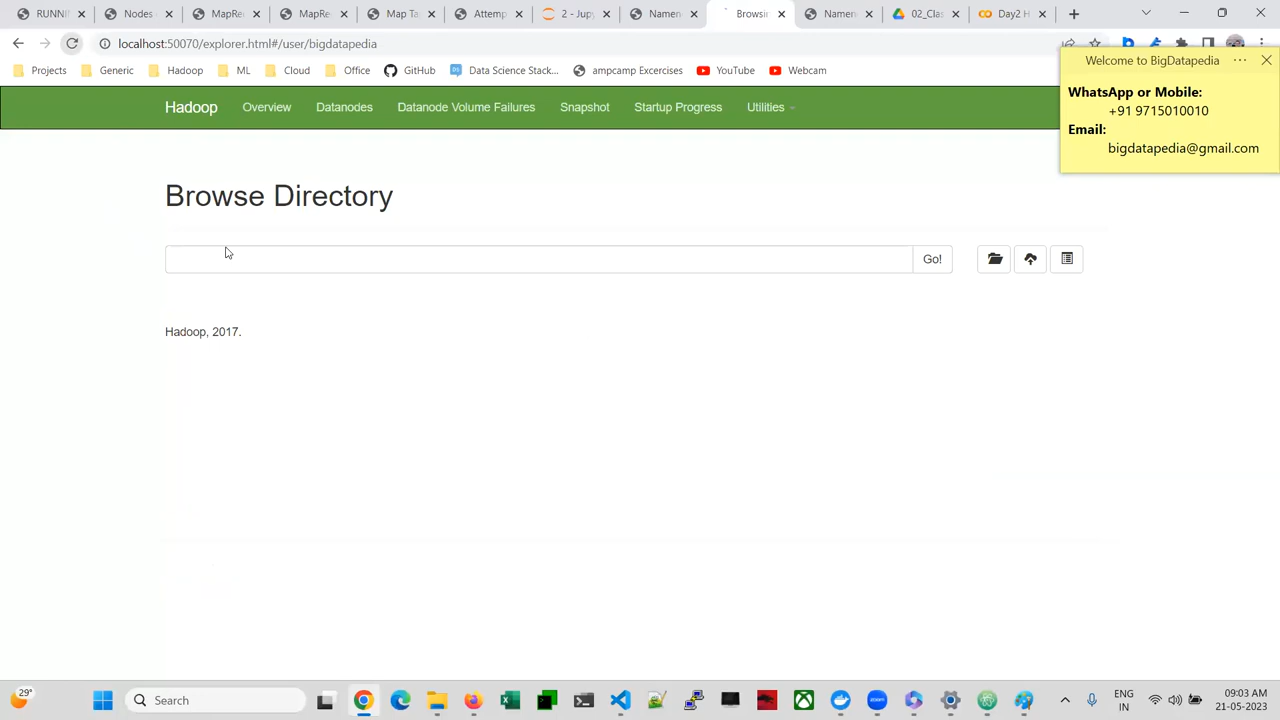 RUNNI
Nodes
MapRe
MapRe
Map Ta
Attemp
2 - Jup
Namen
Browsin
Namen
02_Clas
Day2 H
localhost:50070/explorer.html#/user/bigdatapedia
Projects
Generic
Hadoop
ML
Cloud
Office
GitHub
Data Science Stack...
ampcamp Excercises
YouTube
Webcam
Welcome to BigDatapedia
WhatsApp or Mobile:
+91 9715010010
Email:
bigdatapedia@gmail.com
Hadoop
Overview
Datanodes
Datanode Volume Failures
Snapshot
Startup Progress
Utilities
Browse Directory
Go!
Hadoop, 2017.
29°
Search
ENG
IN
09:03 AM
21-05-2023